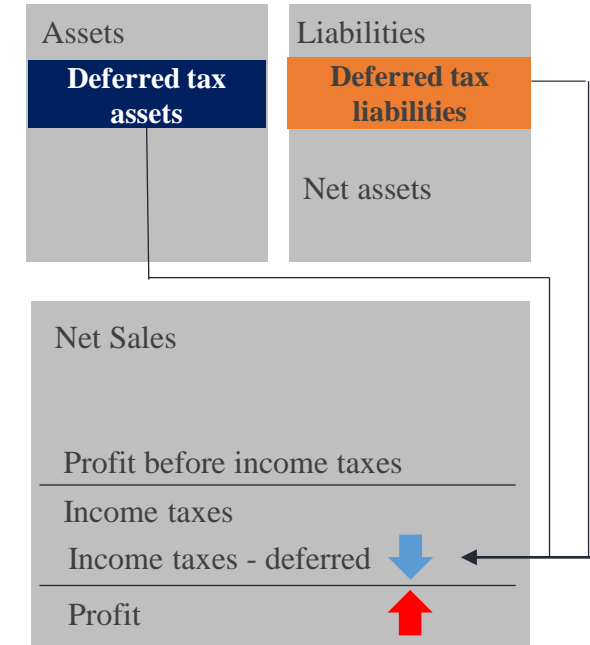 Assets
Deferred tax
assets
Liabilities
Deferred tax
liabilities
Net assets
Net Sales
Profit before income taxes
Income taxes
Income taxes - deferred
Profit